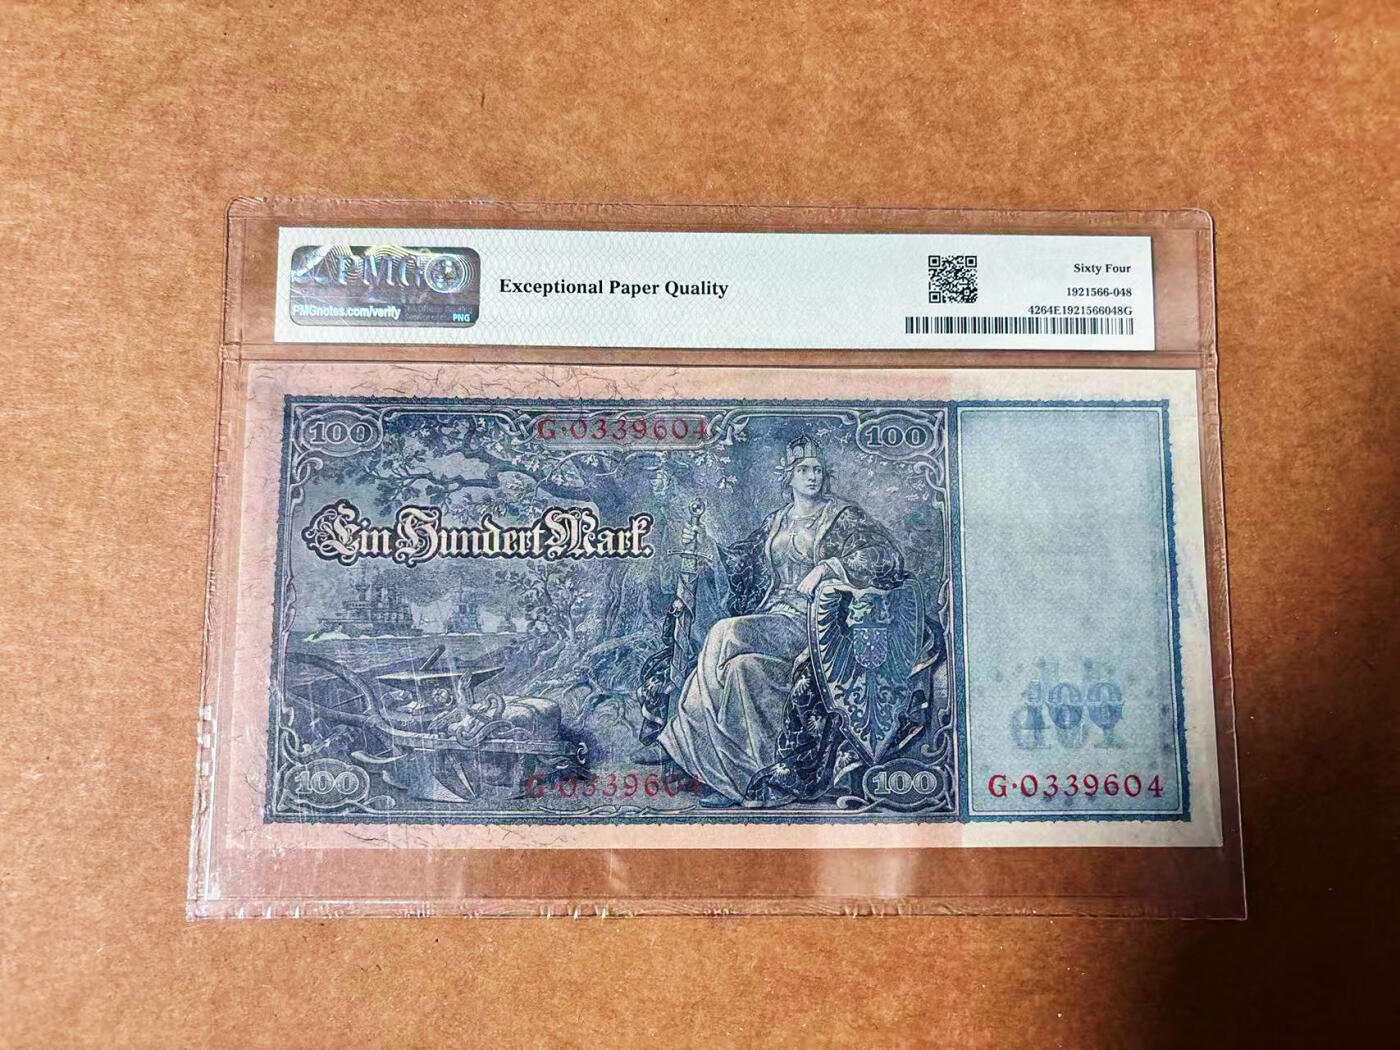 PMG
PMGnotes.com/verify
PNG
Exceptional Paper Quality
Sixty Four
1921566-048
4264E1921566048G
100
G·0339604
100
Ein Hundert Mark.
100
100
G·0339604
100
G·0339604